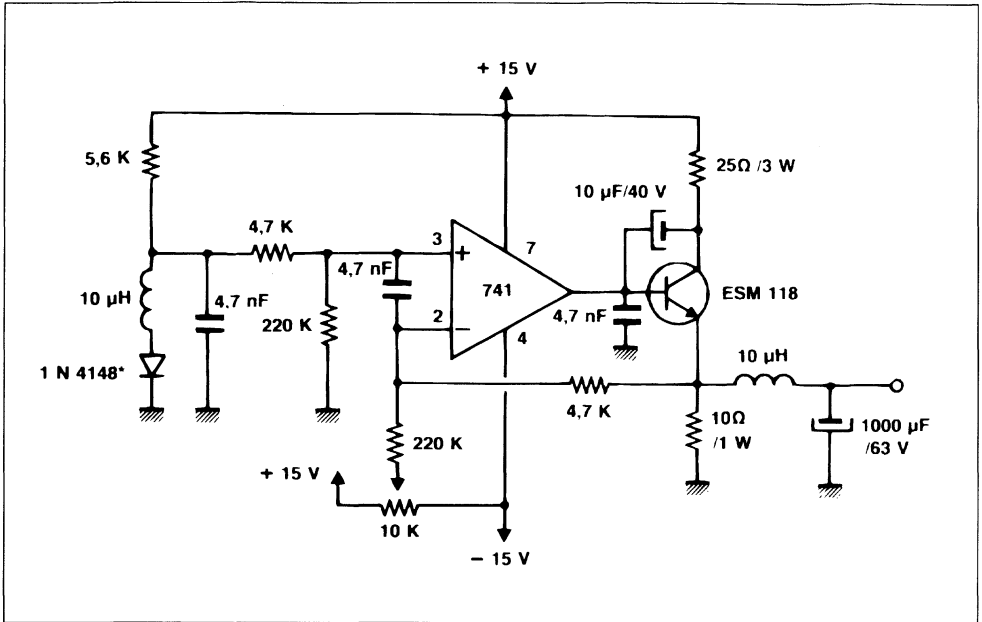 + 15 V
5,6 K
25Ω /3 W
10 µF/40 V
4,7 K
3
+
7
4,7 nF
741
ESM 118
10 µH
4,7 nF
220 K
2
−
4
4,7 nF
1 N 4148*
10 µH
4,7 K
10Ω
/1 W
1000 µF
/63 V
220 K
+ 15 V
10 K
− 15 V